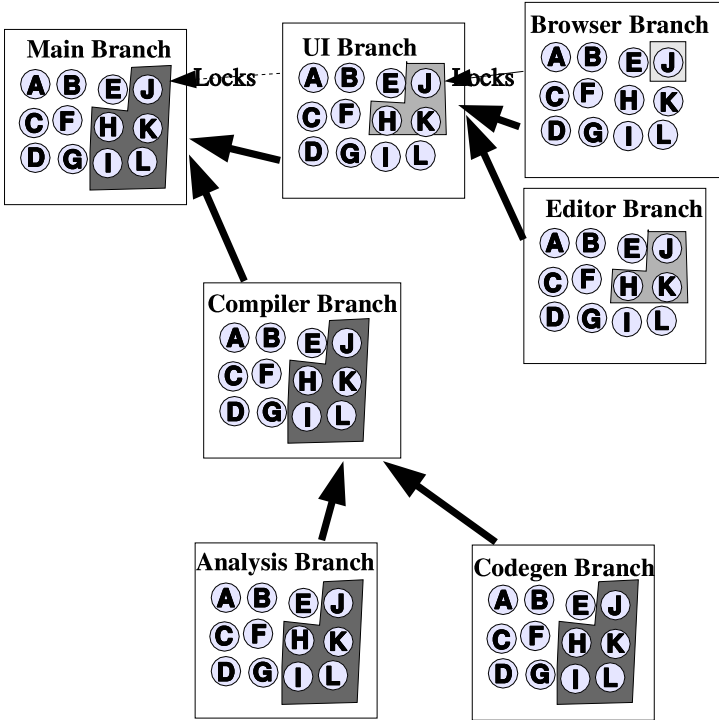 Main Branch
A B E J
C F H K
D G I L
Locks
UI Branch
A B E J
C F H K
D G I L
Locks
Browser Branch
A B E J
C F H K
D G I L
Editor Branch
A B E J
C F H K
D G I L
Compiler Branch
A B E J
C F H K
D G I L
Analysis Branch
A B E J
C F H K
D G I L
Codegen Branch
A B E J
C F H K
D G I L